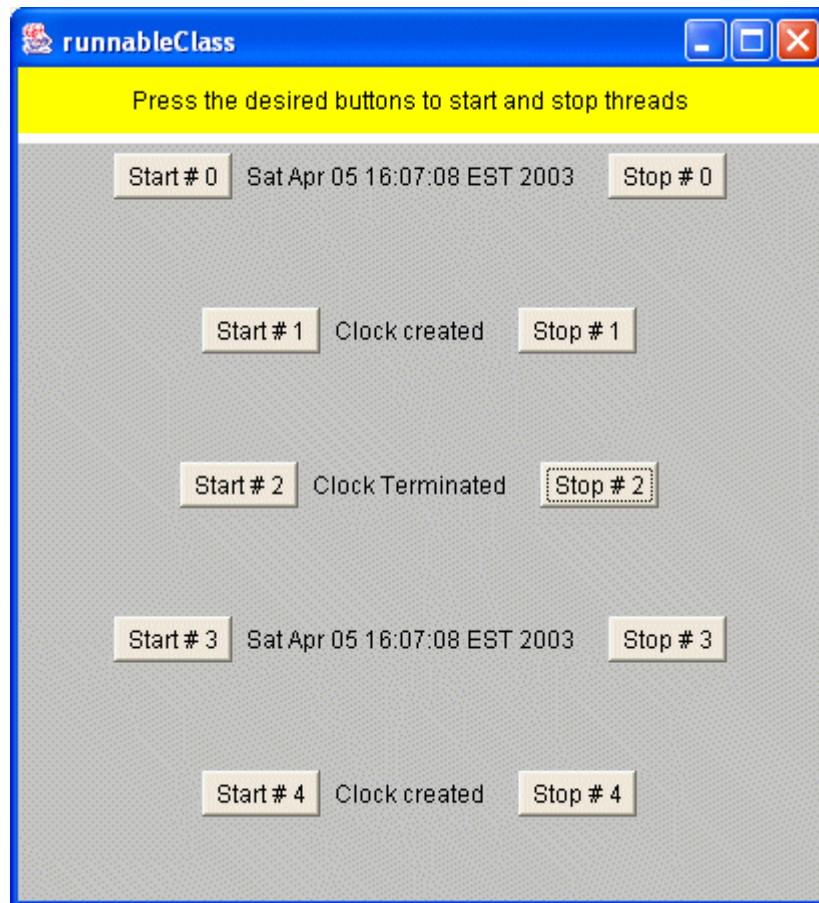 runnableClass
Press the desired buttons to start and stop threads
Start # 0 Sat Apr 05 16:07:08 EST 2003 Stop # 0
Start # 1 Clock created Stop # 1
Start # 2 Clock Terminated Stop # 2
Start # 3 Sat Apr 05 16:07:08 EST 2003 Stop # 3
Start # 4 Clock created Stop # 4